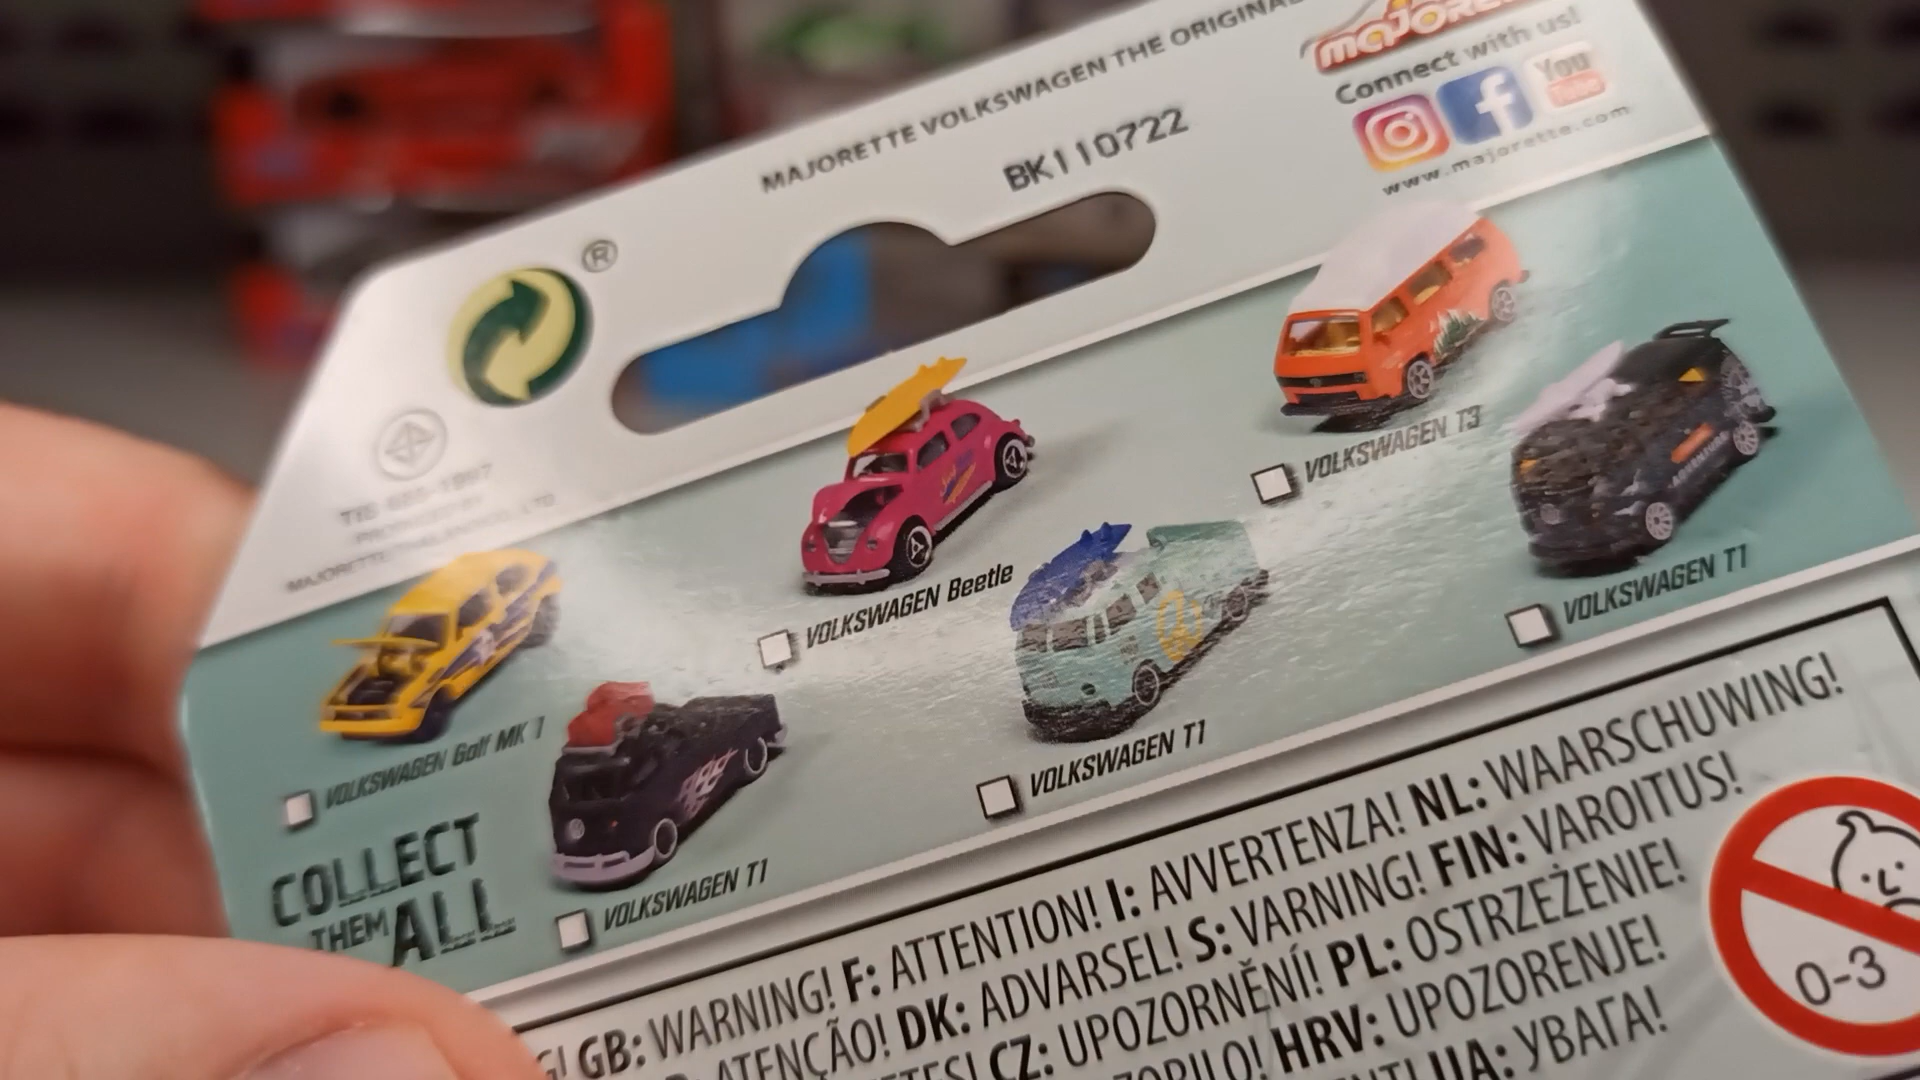 MAJORETTE VOLKSWAGEN THE ORIGINAL
majorette
Connect with us!
You
Tube
www.majorette.com
BK110722
®
MAJORETTE
VOLKSWAGEN T3
VOLKSWAGEN T1
VOLKSWAGEN Beetle
VOLKSWAGEN T1
VOLKSWAGEN Golf MK 1
VOLKSWAGEN T1
COLLECT
THEM ALL
GB: WARNING! F: ATTENTION! I: AVVERTENZA! NL: WAARSCHUWING!
ATENÇÃO! DK: ADVARSEL! S: VARNING! FIN: VAROITUS!
CZ: UPOZORNĚNÍ! PL: OSTRZEŻENIE!
HRV: UPOZORENJE!
UA: УВАГА!
0-3